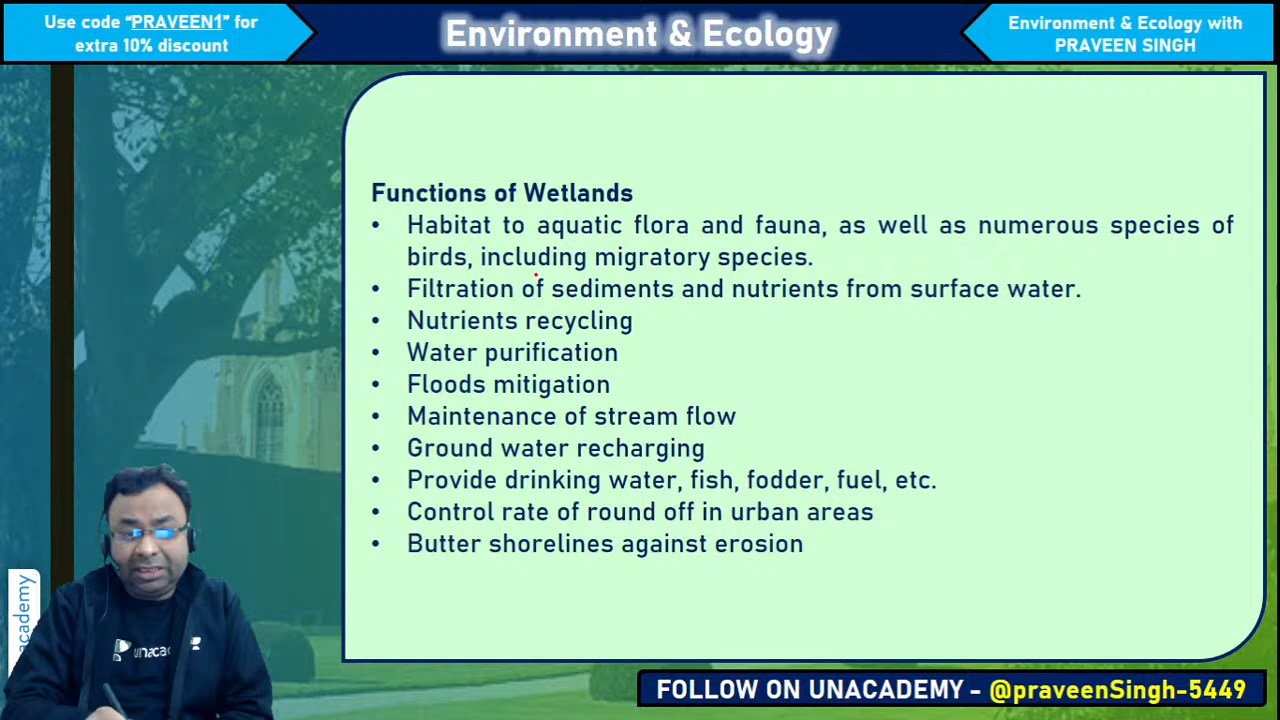 Use code “PRAVEEN1” for
extra 10% discount
Environment & Ecology
Environment & Ecology with
PRAVEEN SINGH
Functions of Wetlands
• Habitat to aquatic flora and fauna, as well as numerous species of
birds, including migratory species.
• Filtration of sediments and nutrients from surface water.
• Nutrients recycling
• Water purification
• Floods mitigation
• Maintenance of stream flow
• Ground water recharging
• Provide drinking water, fish, fodder, fuel, etc.
• Control rate of round off in urban areas
• Butter shorelines against erosion
academy
unaca
FOLLOW ON UNACADEMY - @praveenSingh-5449